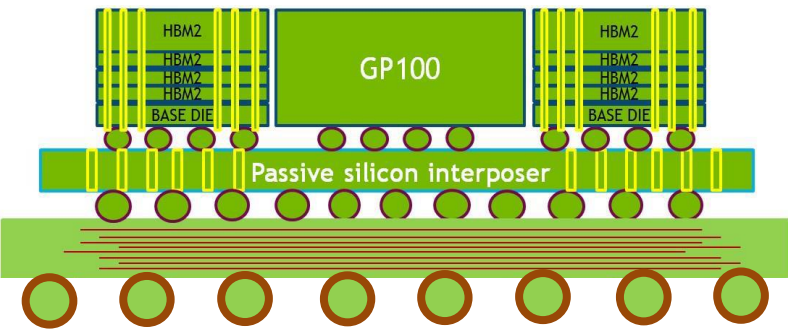 HBM2
HBM2
HBM2
HBM2
BASE DIE
GP100
HBM2
HBM2
HBM2
HBM2
BASE DIE
Passive silicon interposer